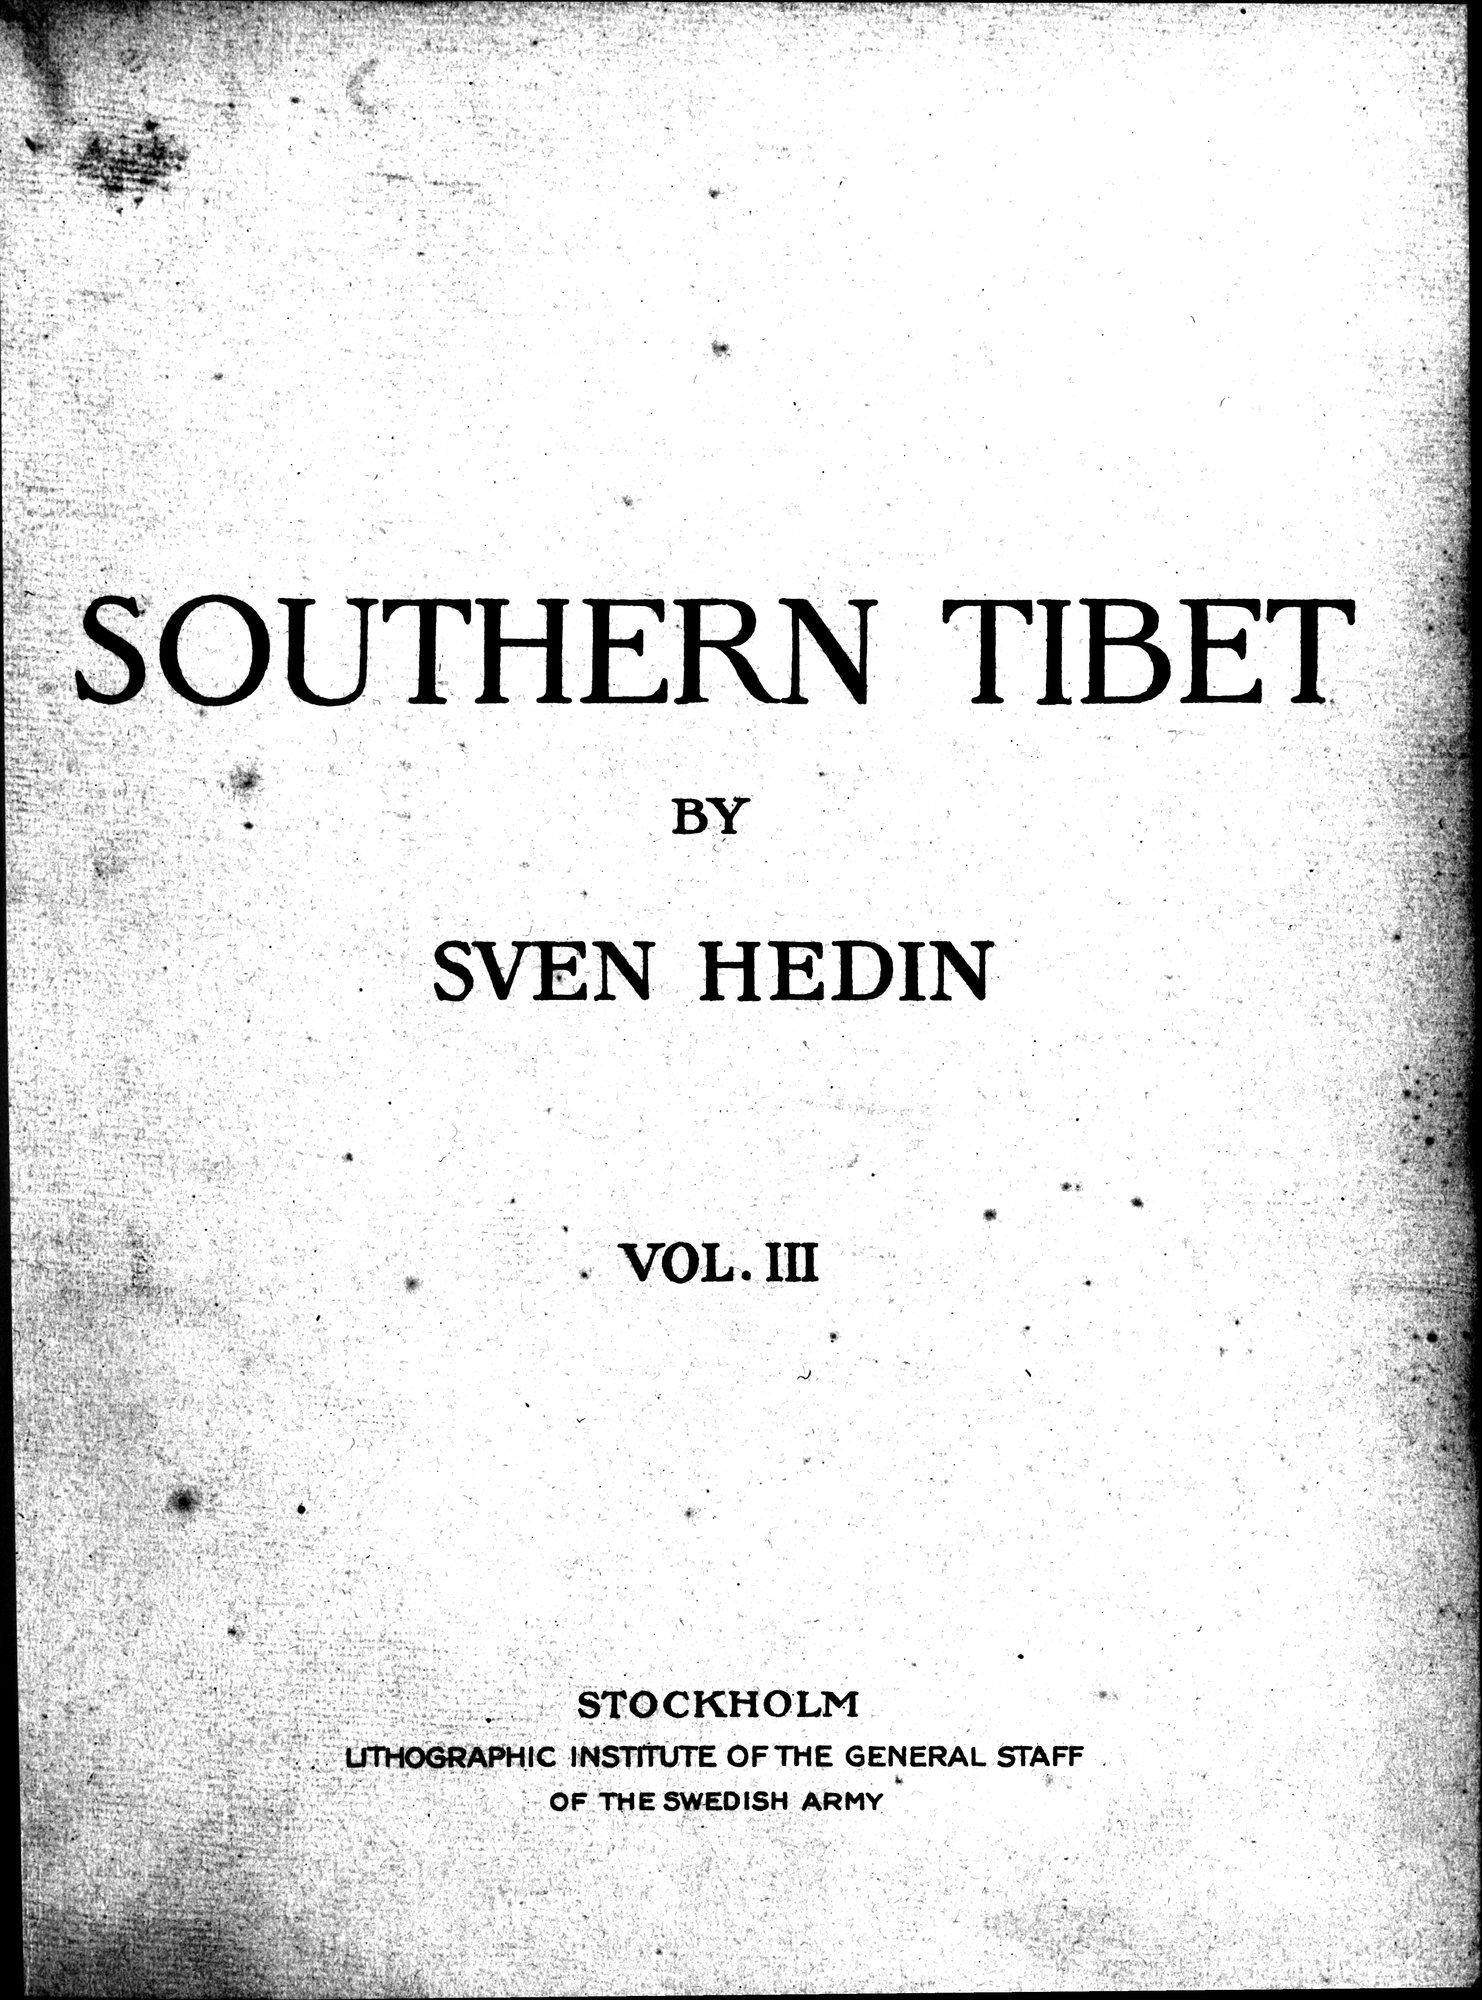 SOUTHERN TIBET
BY
SVEN HEDIN
VOL. III
STOCKHOLM
LITHOGRAPHIC INSTITUTE OF THE GENERAL STAFF
OF THE SWEDISH ARMY